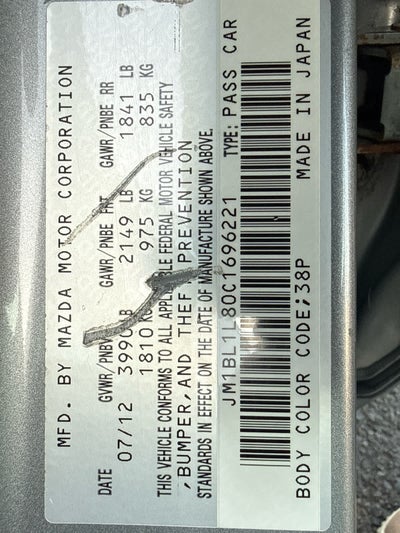 MFD. BY MAZDA MOTOR CORPORATION
DATE GVWR/PNBV GAWR/PNBE FRT GAWR/PNBE RR
07/12 3990 LB 2149 LB 1841 LB
1810 KG 975 KG 835 KG
THIS VEHICLE CONFORMS TO ALL APPLICABLE FEDERAL MOTOR VEHICLE SAFETY
,BUMPER,AND THEFT PREVENTION
STANDARDS IN EFFECT ON THE DATE OF MANUFACTURE SHOWN ABOVE.
JM1BL1L80C1696221 TYPE: PASS CAR
BODY COLOR CODE;38P MADE IN JAPAN